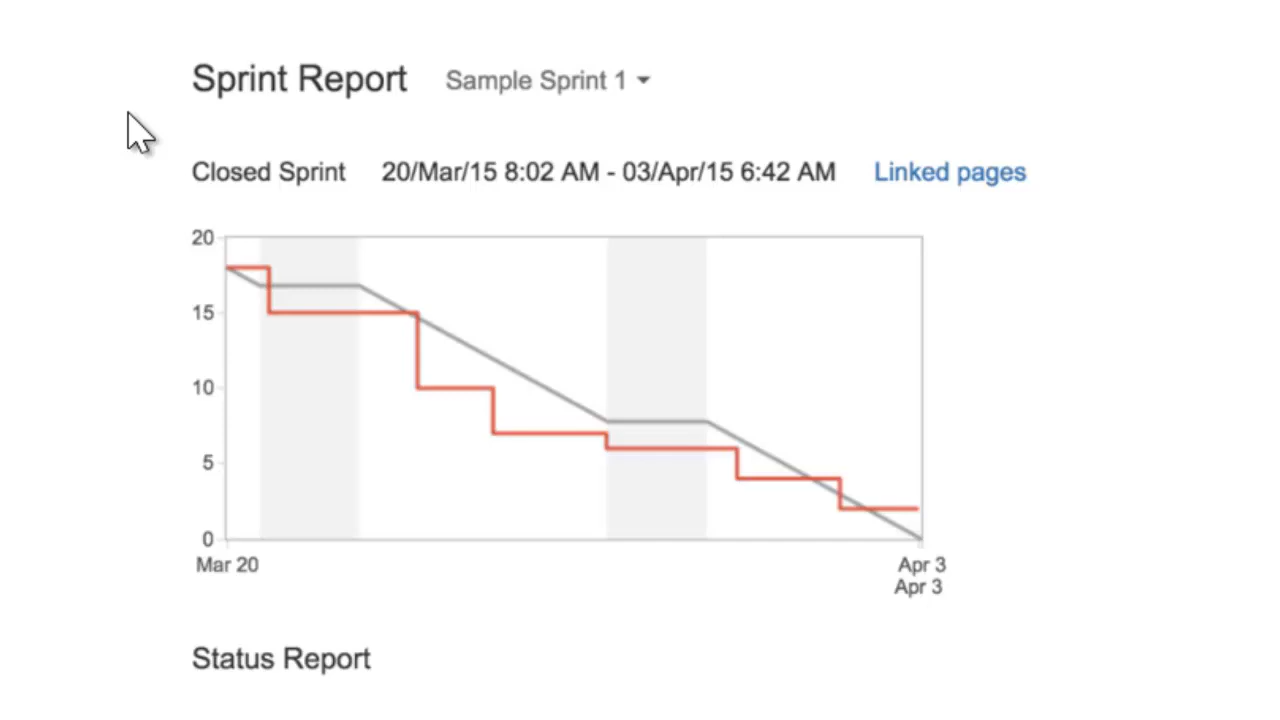 Sprint Report Sample Sprint 1
Closed Sprint 20/Mar/15 8:02 AM - 03/Apr/15 6:42 AM Linked pages
20
15
10
5
0
Mar 20 Apr 3
Apr 3
Status Report